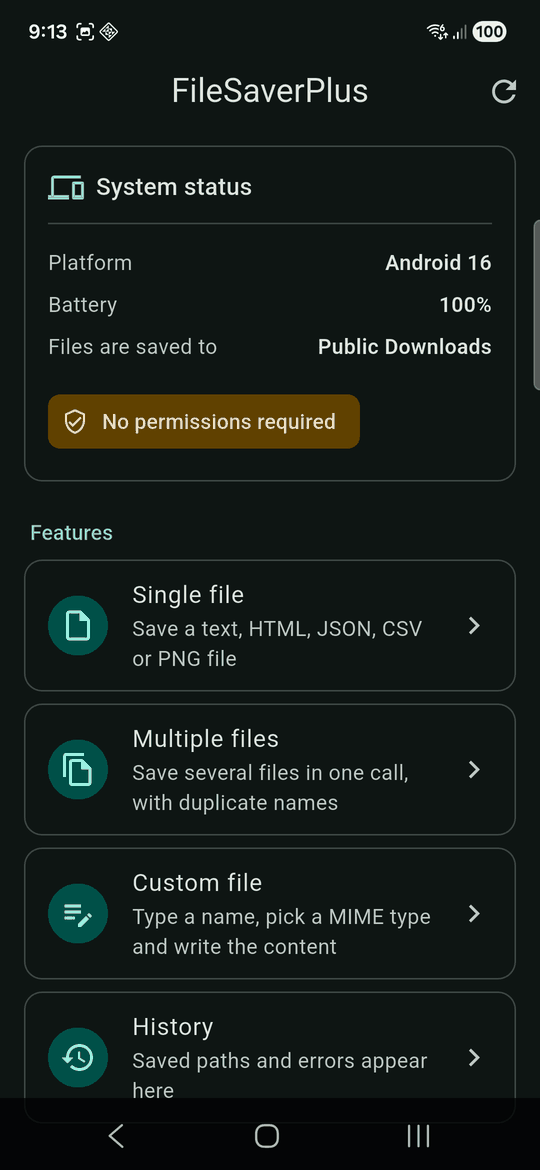 9:13
6
100
FileSaverPlus
System status
Platform Android 16
Battery 100%
Files are saved to Public Downloads
No permissions required
Features
Single file
Save a text, HTML, JSON, CSV
or PNG file
Multiple files
Save several files in one call,
with duplicate names
Custom file
Type a name, pick a MIME type
and write the content
History
Saved paths and errors appear
here